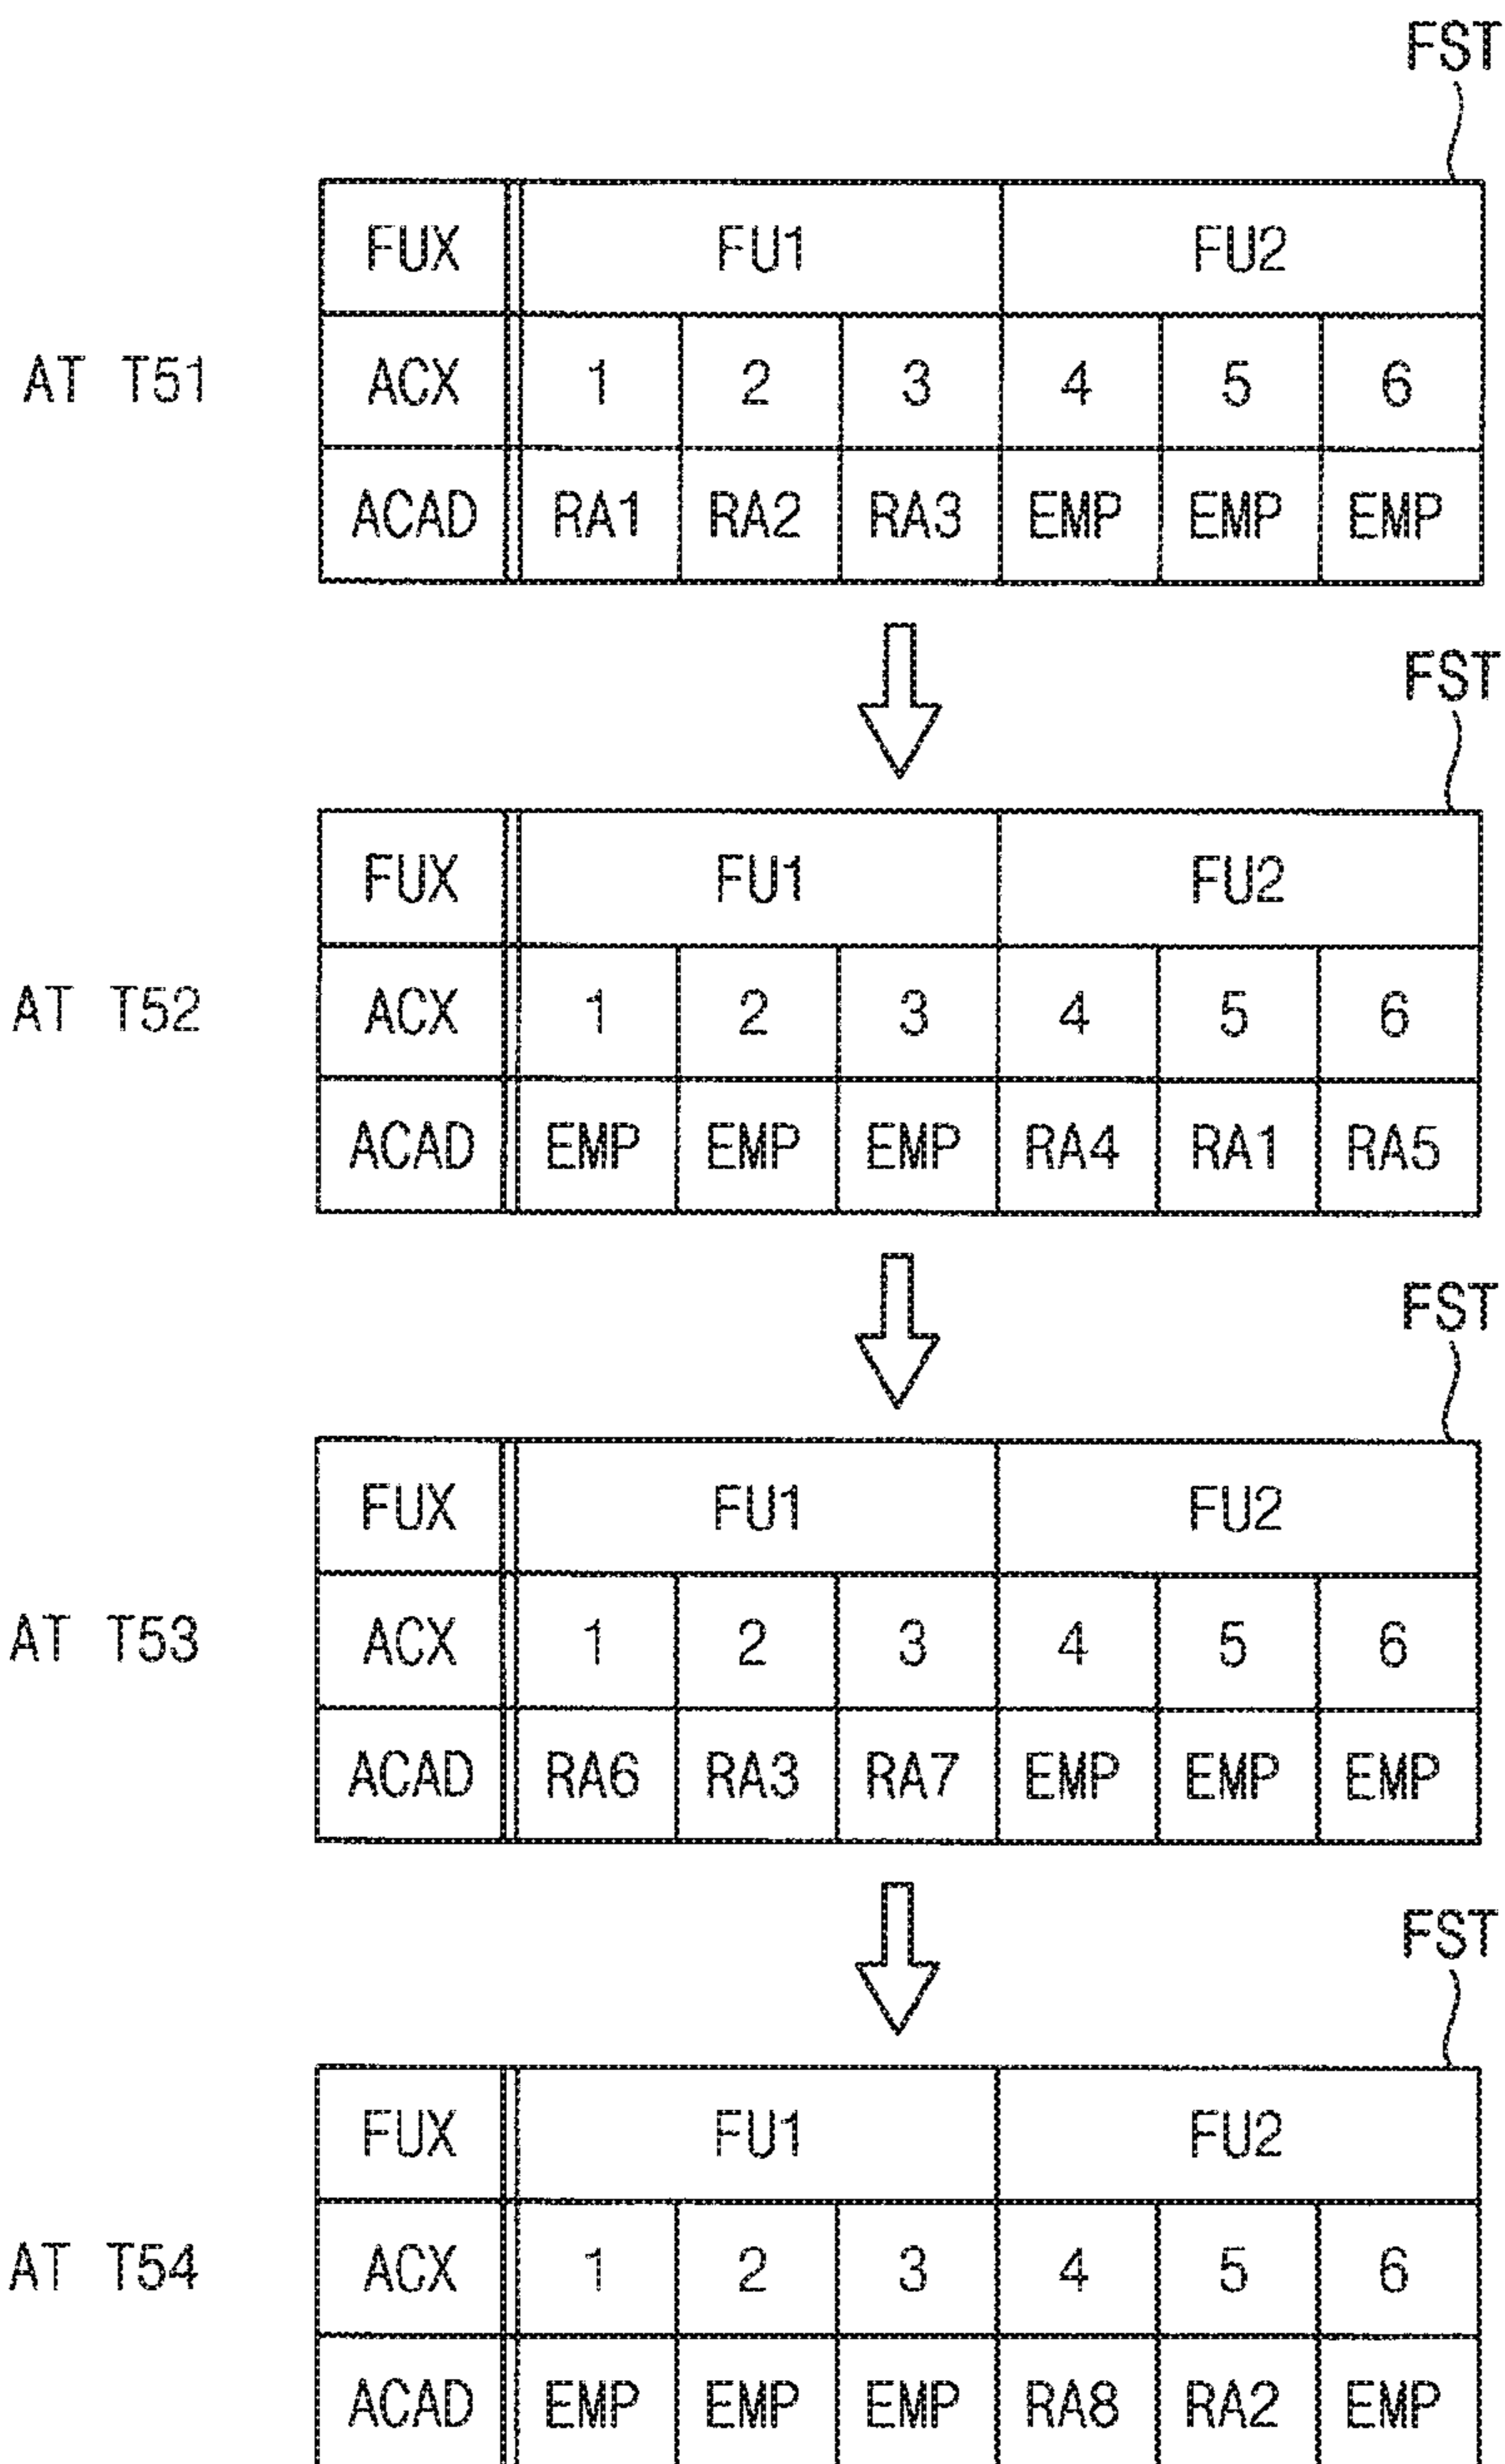 FST
FUX FU1 FU2
AT T51 ACX 1 2 3 4 5 6
ACAD RA1 RA2 RA3 EMP EMP EMP
FST
FUX FU1 FU2
AT T52 ACX 1 2 3 4 5 6
ACAD EMP EMP EMP RA4 RA1 RA5
FST
FUX FU1 FU2
AT T53 ACX 1 2 3 4 5 6
ACAD RA6 RA3 RA7 EMP EMP EMP
FST
FUX FU1 FU2
AT T54 ACX 1 2 3 4 5 6
ACAD EMP EMP EMP RA8 RA2 EMP